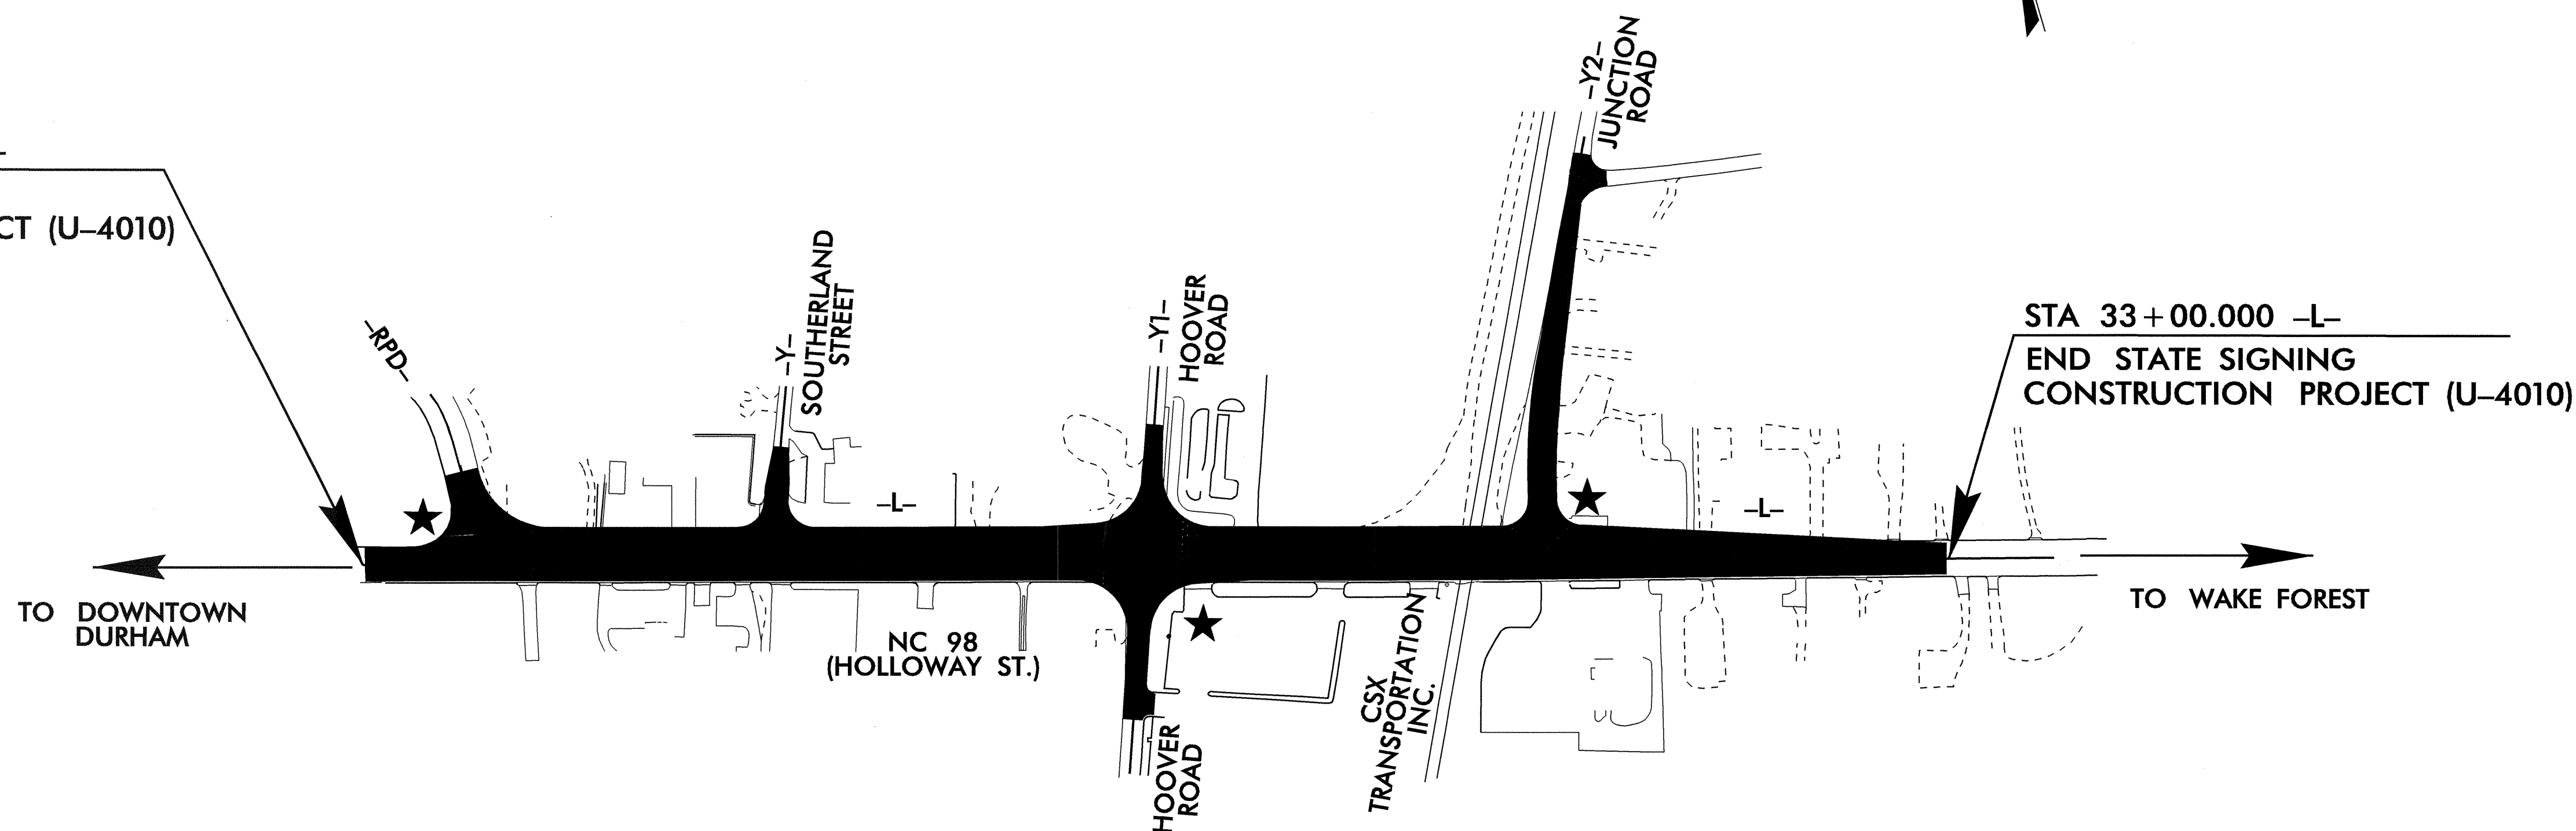 –Y2–
JUNCTION
ROAD
(U–4010)
–RPD–
–Y–
SOUTHERLAND
STREET
–Y1–
HOOVER
ROAD
STA 33+00.000 –L–
END STATE SIGNING
CONSTRUCTION PROJECT (U–4010)
–L–
–L–
TO DOWNTOWN
DURHAM
NC 98
(HOLLOWAY ST.)
TO WAKE FOREST
CSX
TRANSPORTATION
INC.
HOOVER
ROAD